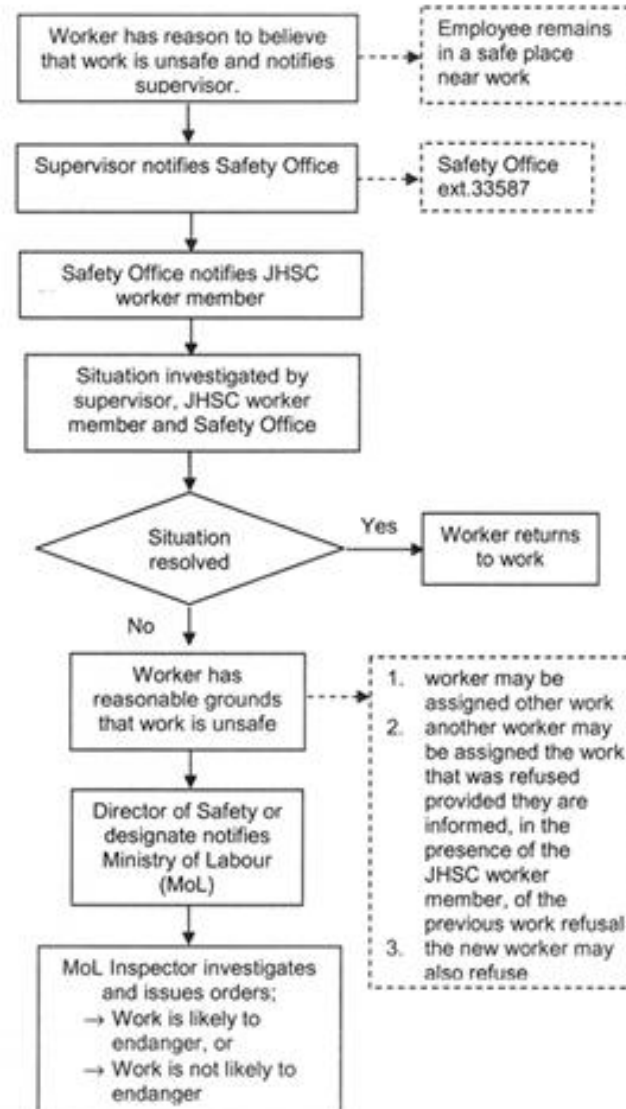 Worker has reason to believe
that work is unsafe and notifies
supervisor.
Employee remains
in a safe place
near work
Supervisor notifies Safety Office
Safety Office
ext.33587
Safety Office notifies JHSC
worker member
Situation investigated by
supervisor, JHSC worker
member and Safety Office
Situation
resolved
Yes
Worker returns
to work
No
Worker has
reasonable grounds
that work is unsafe
1. worker may be
assigned other work
2. another worker may
be assigned the work
that was refused
provided they are
informed, in the
presence of the
JHSC worker
member, of the
previous work refusal
3. the new worker may
also refuse
Director of Safety or
designate notifies
Ministry of Labour
(MoL)
MoL Inspector investigates
and issues orders;
→ Work is likely to
endanger, or
→ Work is not likely to
endanger